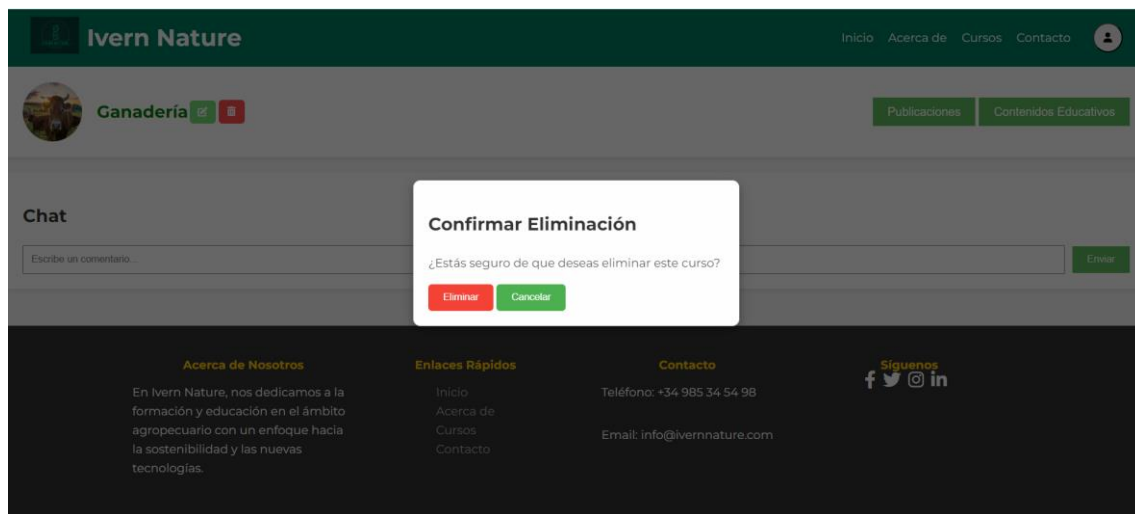 Ivern Nature
Inicio Acerca de Cursos Contacto
Ganadería
Publicaciones Contenidos Educativos
Chat
Escribe un comentario...
Enviar
Confirmar Eliminación
¿Estás seguro de que deseas eliminar este curso?
Eliminar Cancelar
Acerca de Nosotros
En Ivern Nature, nos dedicamos a la
formación y educación en el ámbito
agropecuario con un enfoque hacia
la sostenibilidad y las nuevas
tecnologías.
Enlaces Rápidos
Inicio
Acerca de
Cursos
Contacto
Contacto
Teléfono: +34 985 34 54 98
Email: info@ivernnature.com
Síguenos